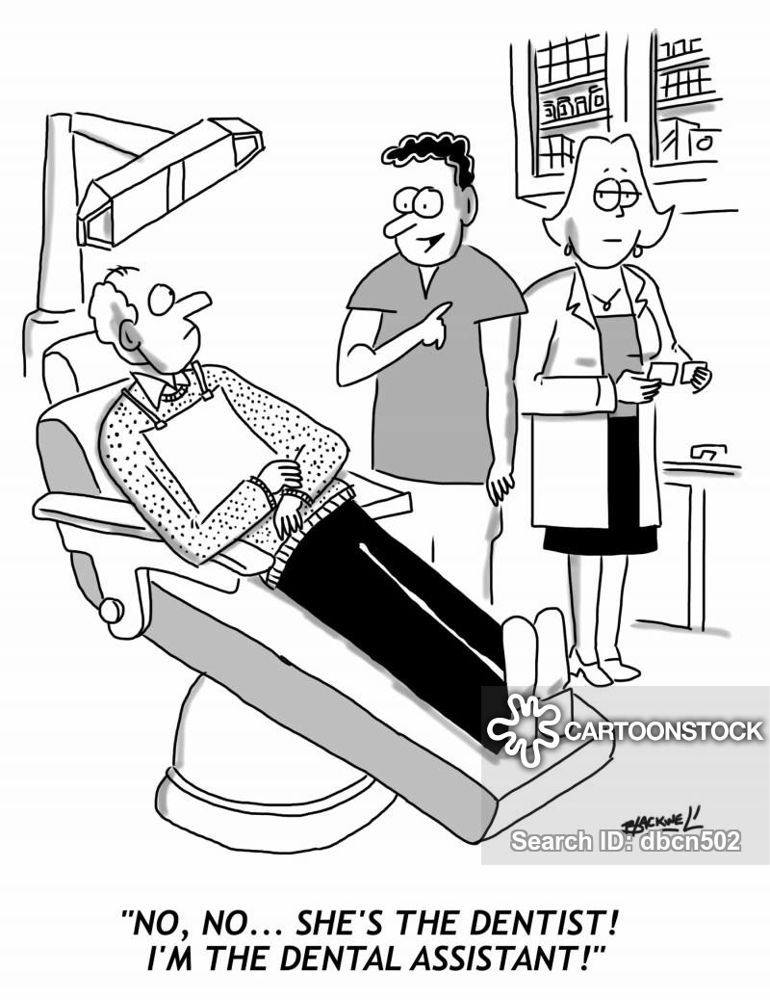 CARTOONSTOCK
BLACKWELL
Search ID: dbcn502
"NO, NO... SHE'S THE DENTIST!
I'M THE DENTAL ASSISTANT!"